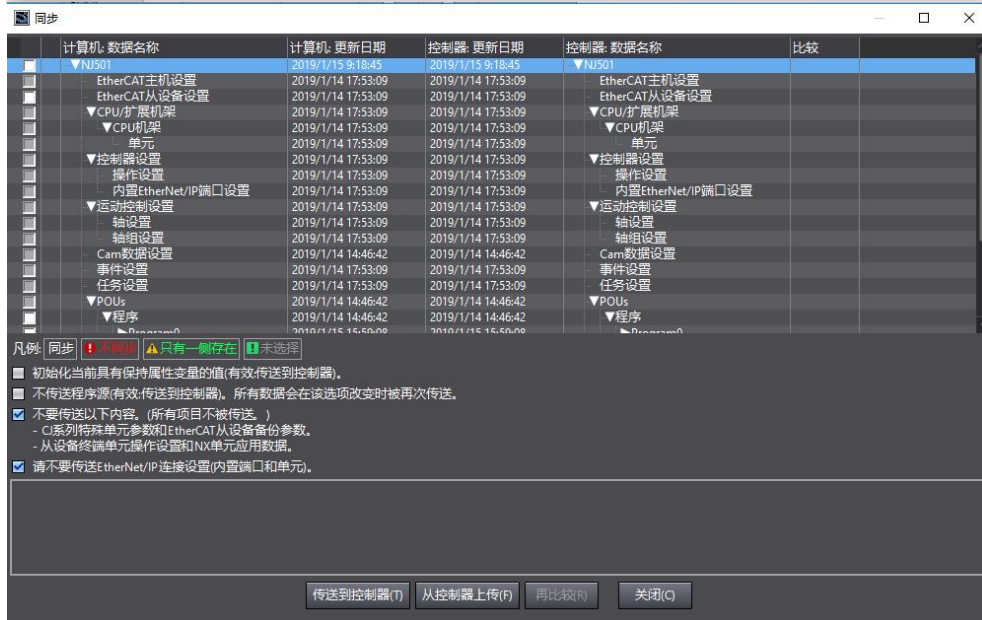 同步
计算机: 数据名称 计算机: 更新日期 控制器: 更新日期 控制器: 数据名称 比较
▼NJ501 2019/1/15 9:18:45 2019/1/15 9:18:45 ▼NJ501
EtherCAT主机设置 2019/1/14 17:53:09 2019/1/14 17:53:09 EtherCAT主机设置
EtherCAT从设备设置 2019/1/14 17:53:09 2019/1/14 17:53:09 EtherCAT从设备设置
▼CPU/扩展机架 2019/1/14 17:53:09 2019/1/14 17:53:09 ▼CPU/扩展机架
▼CPU机架 2019/1/14 17:53:09 2019/1/14 17:53:09 ▼CPU机架
单元 2019/1/14 17:53:09 2019/1/14 17:53:09 单元
▼控制器设置 2019/1/14 17:53:09 2019/1/14 17:53:09 ▼控制器设置
操作设置 2019/1/14 17:53:09 2019/1/14 17:53:09 操作设置
内置EtherNet/IP端口设置 2019/1/14 17:53:09 2019/1/14 17:53:09 内置EtherNet/IP端口设置
▼运动控制设置 2019/1/14 17:53:09 2019/1/14 17:53:09 ▼运动控制设置
轴设置 2019/1/14 17:53:09 2019/1/14 17:53:09 轴设置
轴组设置 2019/1/14 17:53:09 2019/1/14 17:53:09 轴组设置
Cam数据设置 2019/1/14 14:46:42 2019/1/14 14:46:42 Cam数据设置
事件设置 2019/1/14 17:53:09 2019/1/14 17:53:09 事件设置
任务设置 2019/1/14 17:53:09 2019/1/14 17:53:09 任务设置
▼POUs 2019/1/14 14:46:42 2019/1/14 14:46:42 ▼POUs
▼程序 2019/1/14 14:46:42 2019/1/14 14:46:42 ▼程序
▶Program0 2019/1/15 15:59:08 2019/1/15 15:59:08 ▶Program0
凡例: 同步 不同步 只有一侧存在 未选择
初始化当前具有保持属性变量的值(有效:传送到控制器)。
不传送程序源(有效:传送到控制器)。所有数据会在该选项改变时被再次传送。
不要传送以下内容。(所有项目不被传送。)
- CJ系列特殊单元参数和EtherCAT从设备备份参数。
- 从设备终端单元操作设置和NX单元应用数据。
请不要传送EtherNet/IP连接设置(内置端口和单元)。
传送到控制器(T) 从控制器上传(F) 再比较(R) 关闭(C)